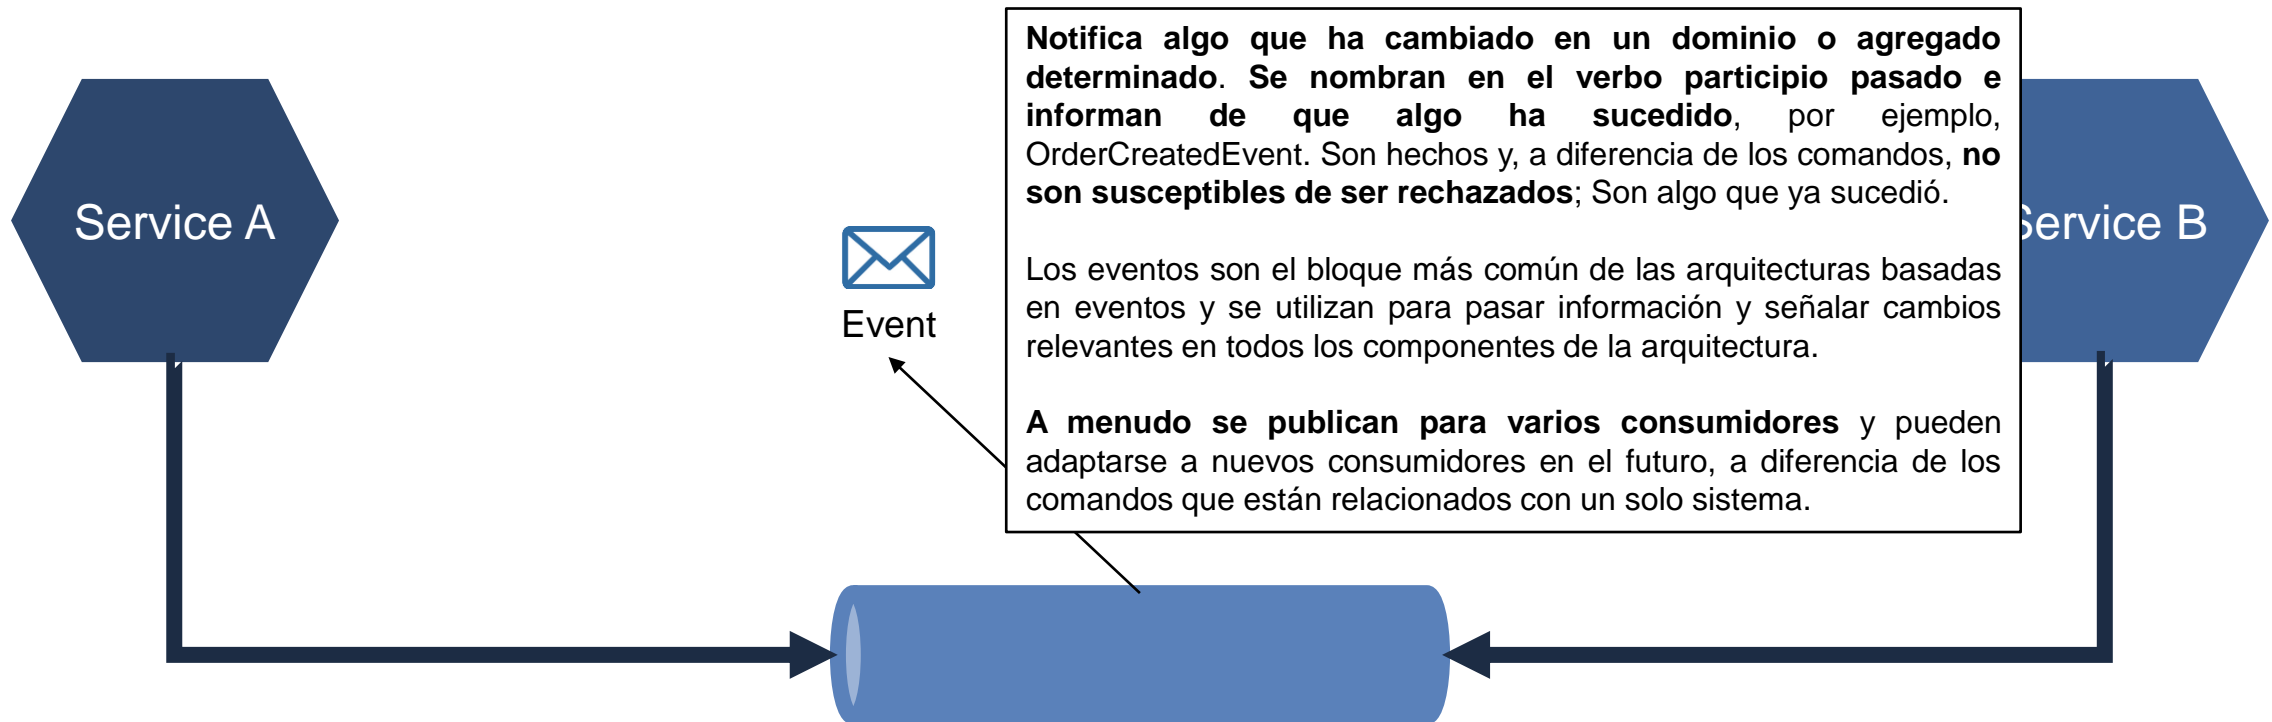 Service A
Event
Notifica algo que ha cambiado en un dominio o agregado
determinado. Se nombran en el verbo participio pasado e
informan de que algo ha sucedido, por ejemplo,
OrderCreatedEvent. Son hechos y, a diferencia de los comandos, no
son susceptibles de ser rechazados; Son algo que ya sucedió.
Los eventos son el bloque más común de las arquitecturas basadas
en eventos y se utilizan para pasar información y señalar cambios
relevantes en todos los componentes de la arquitectura.
A menudo se publican para varios consumidores y pueden
adaptarse a nuevos consumidores en el futuro, a diferencia de los
comandos que están relacionados con un solo sistema.
Service B